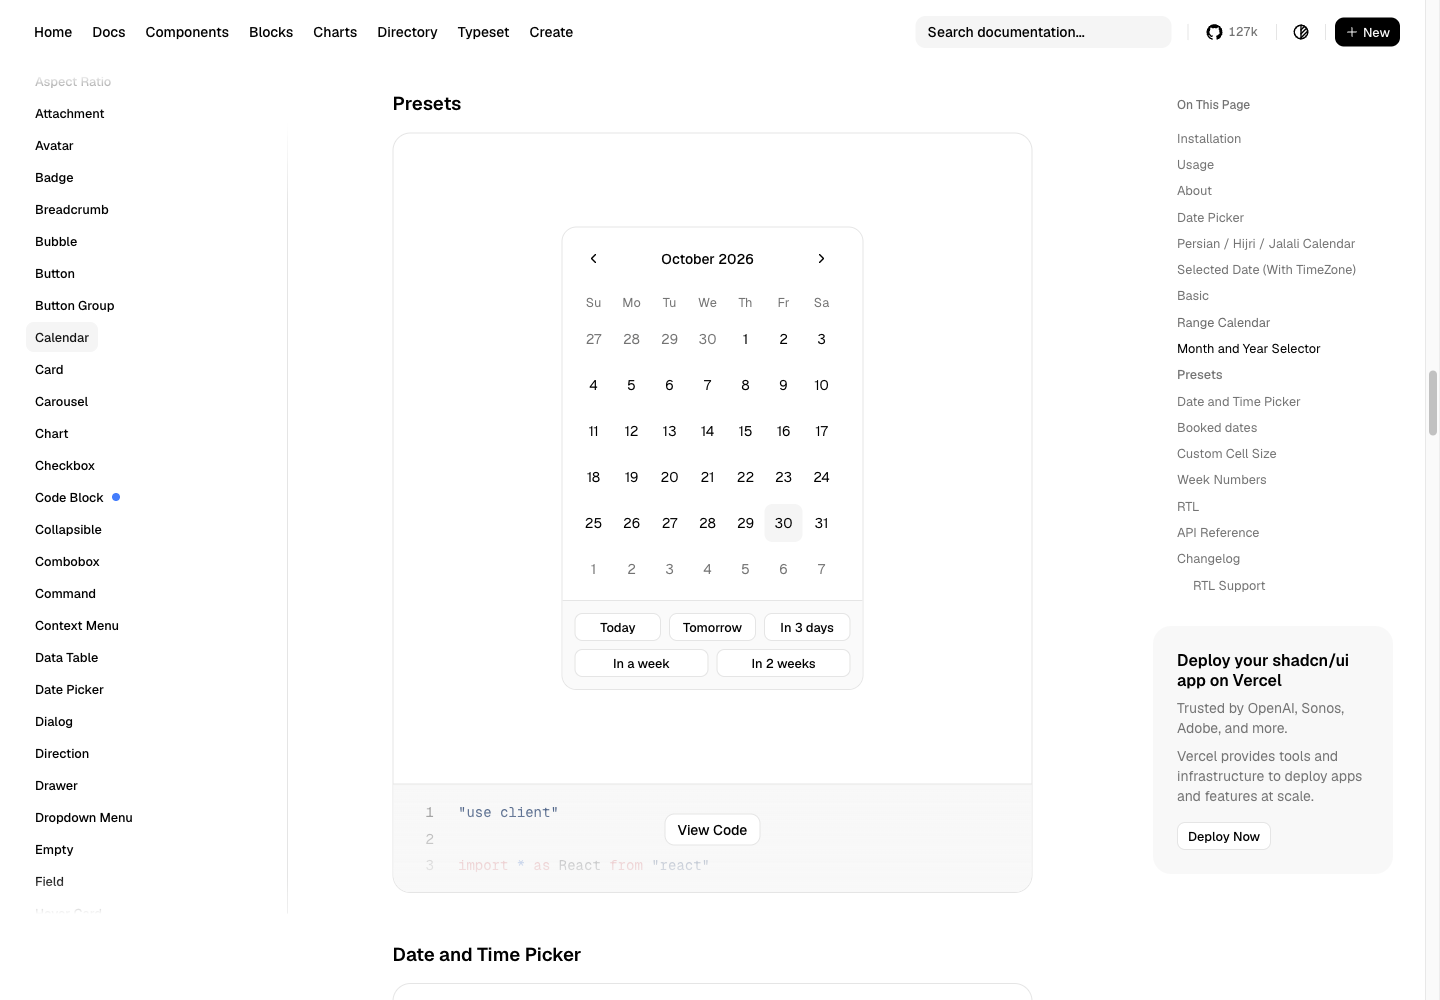 Home Docs Components Blocks Charts Directory Typeset Create
Search documentation...
127k
New
Aspect Ratio
Attachment
Avatar
Badge
Breadcrumb
Bubble
Button
Button Group
Calendar
Card
Carousel
Chart
Checkbox
Code Block
Collapsible
Combobox
Command
Context Menu
Data Table
Date Picker
Dialog
Direction
Drawer
Dropdown Menu
Empty
Field
Presets
October 2026
Su Mo Tu We Th Fr Sa
27 28 29 30 1 2 3
4 5 6 7 8 9 10
11 12 13 14 15 16 17
18 19 20 21 22 23 24
25 26 27 28 29 30 31
1 2 3 4 5 6 7
Today Tomorrow In 3 days
In a week In 2 weeks
1 "use client"
2
View Code
3 import * as React from "react"
Date and Time Picker
On This Page
Installation
Usage
About
Date Picker
Persian / Hijri / Jalali Calendar
Selected Date (With TimeZone)
Basic
Range Calendar
Month and Year Selector
Presets
Date and Time Picker
Booked dates
Custom Cell Size
Week Numbers
RTL
API Reference
Changelog
RTL Support
Deploy your shadcn/ui
app on Vercel
Trusted by OpenAI, Sonos,
Adobe, and more.
Vercel provides tools and
infrastructure to deploy apps
and features at scale.
Deploy Now